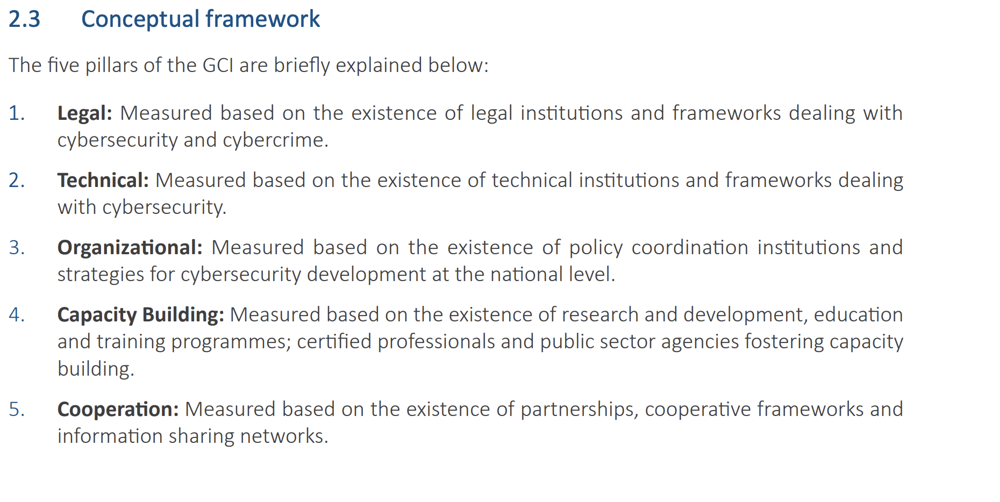 2.3 Conceptual framework
The five pillars of the GCI are briefly explained below:
1. Legal: Measured based on the existence of legal institutions and frameworks dealing with
cybersecurity and cybercrime.
2. Technical: Measured based on the existence of technical institutions and frameworks dealing
with cybersecurity.
3. Organizational: Measured based on the existence of policy coordination institutions and
strategies for cybersecurity development at the national level.
4. Capacity Building: Measured based on the existence of research and development, education
and training programmes; certified professionals and public sector agencies fostering capacity
building.
5. Cooperation: Measured based on the existence of partnerships, cooperative frameworks and
information sharing networks.